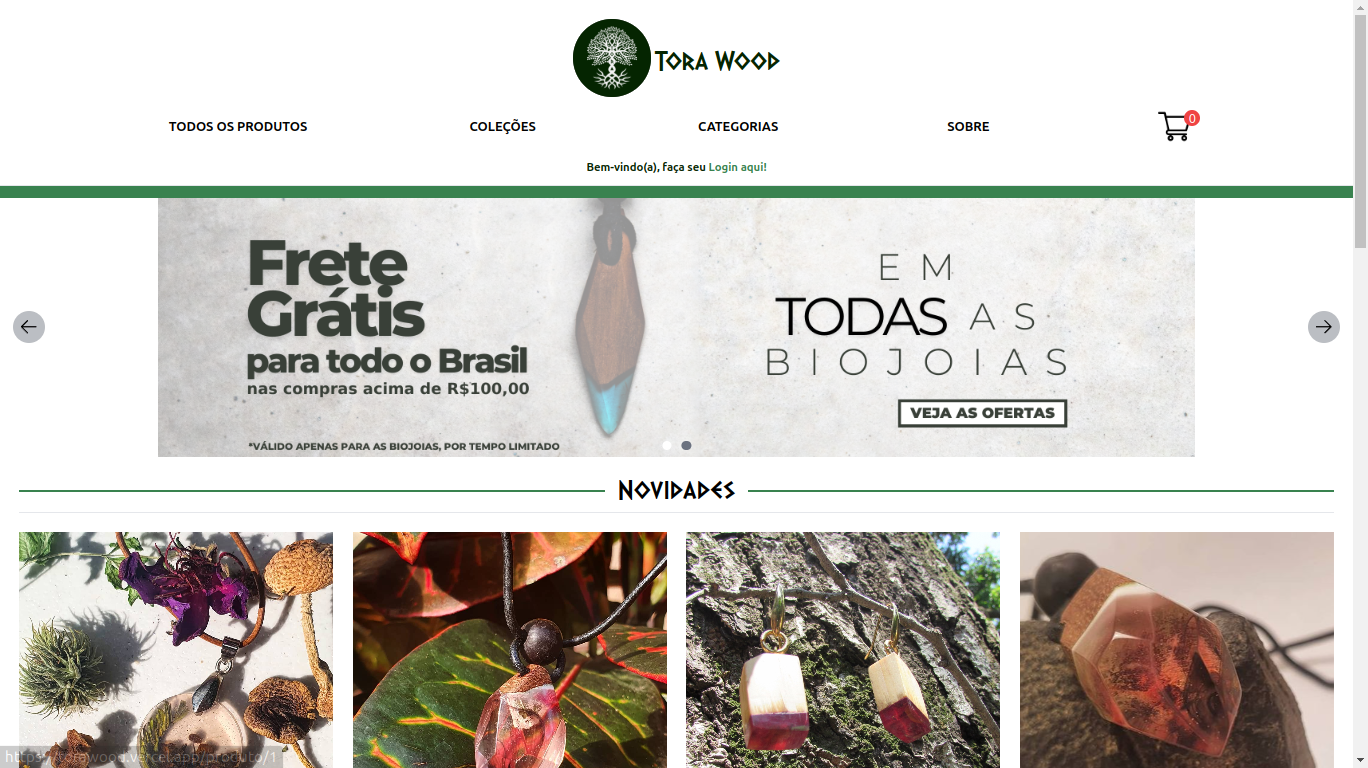 Tora Wood
TODOS OS PRODUTOS
COLEÇÕES
CATEGORIAS
SOBRE
0
Bem-vindo(a), faça seu Login aqui!
Frete
Grátis
para todo o Brasil
nas compras acima de R$100,00
*VÁLIDO APENAS PARA AS BIOJOIAS, POR TEMPO LIMITADO
EM
TODAS AS
BIOJOIAS
VEJA AS OFERTAS
Novidades
https://torawood.vercel.app/produto/1